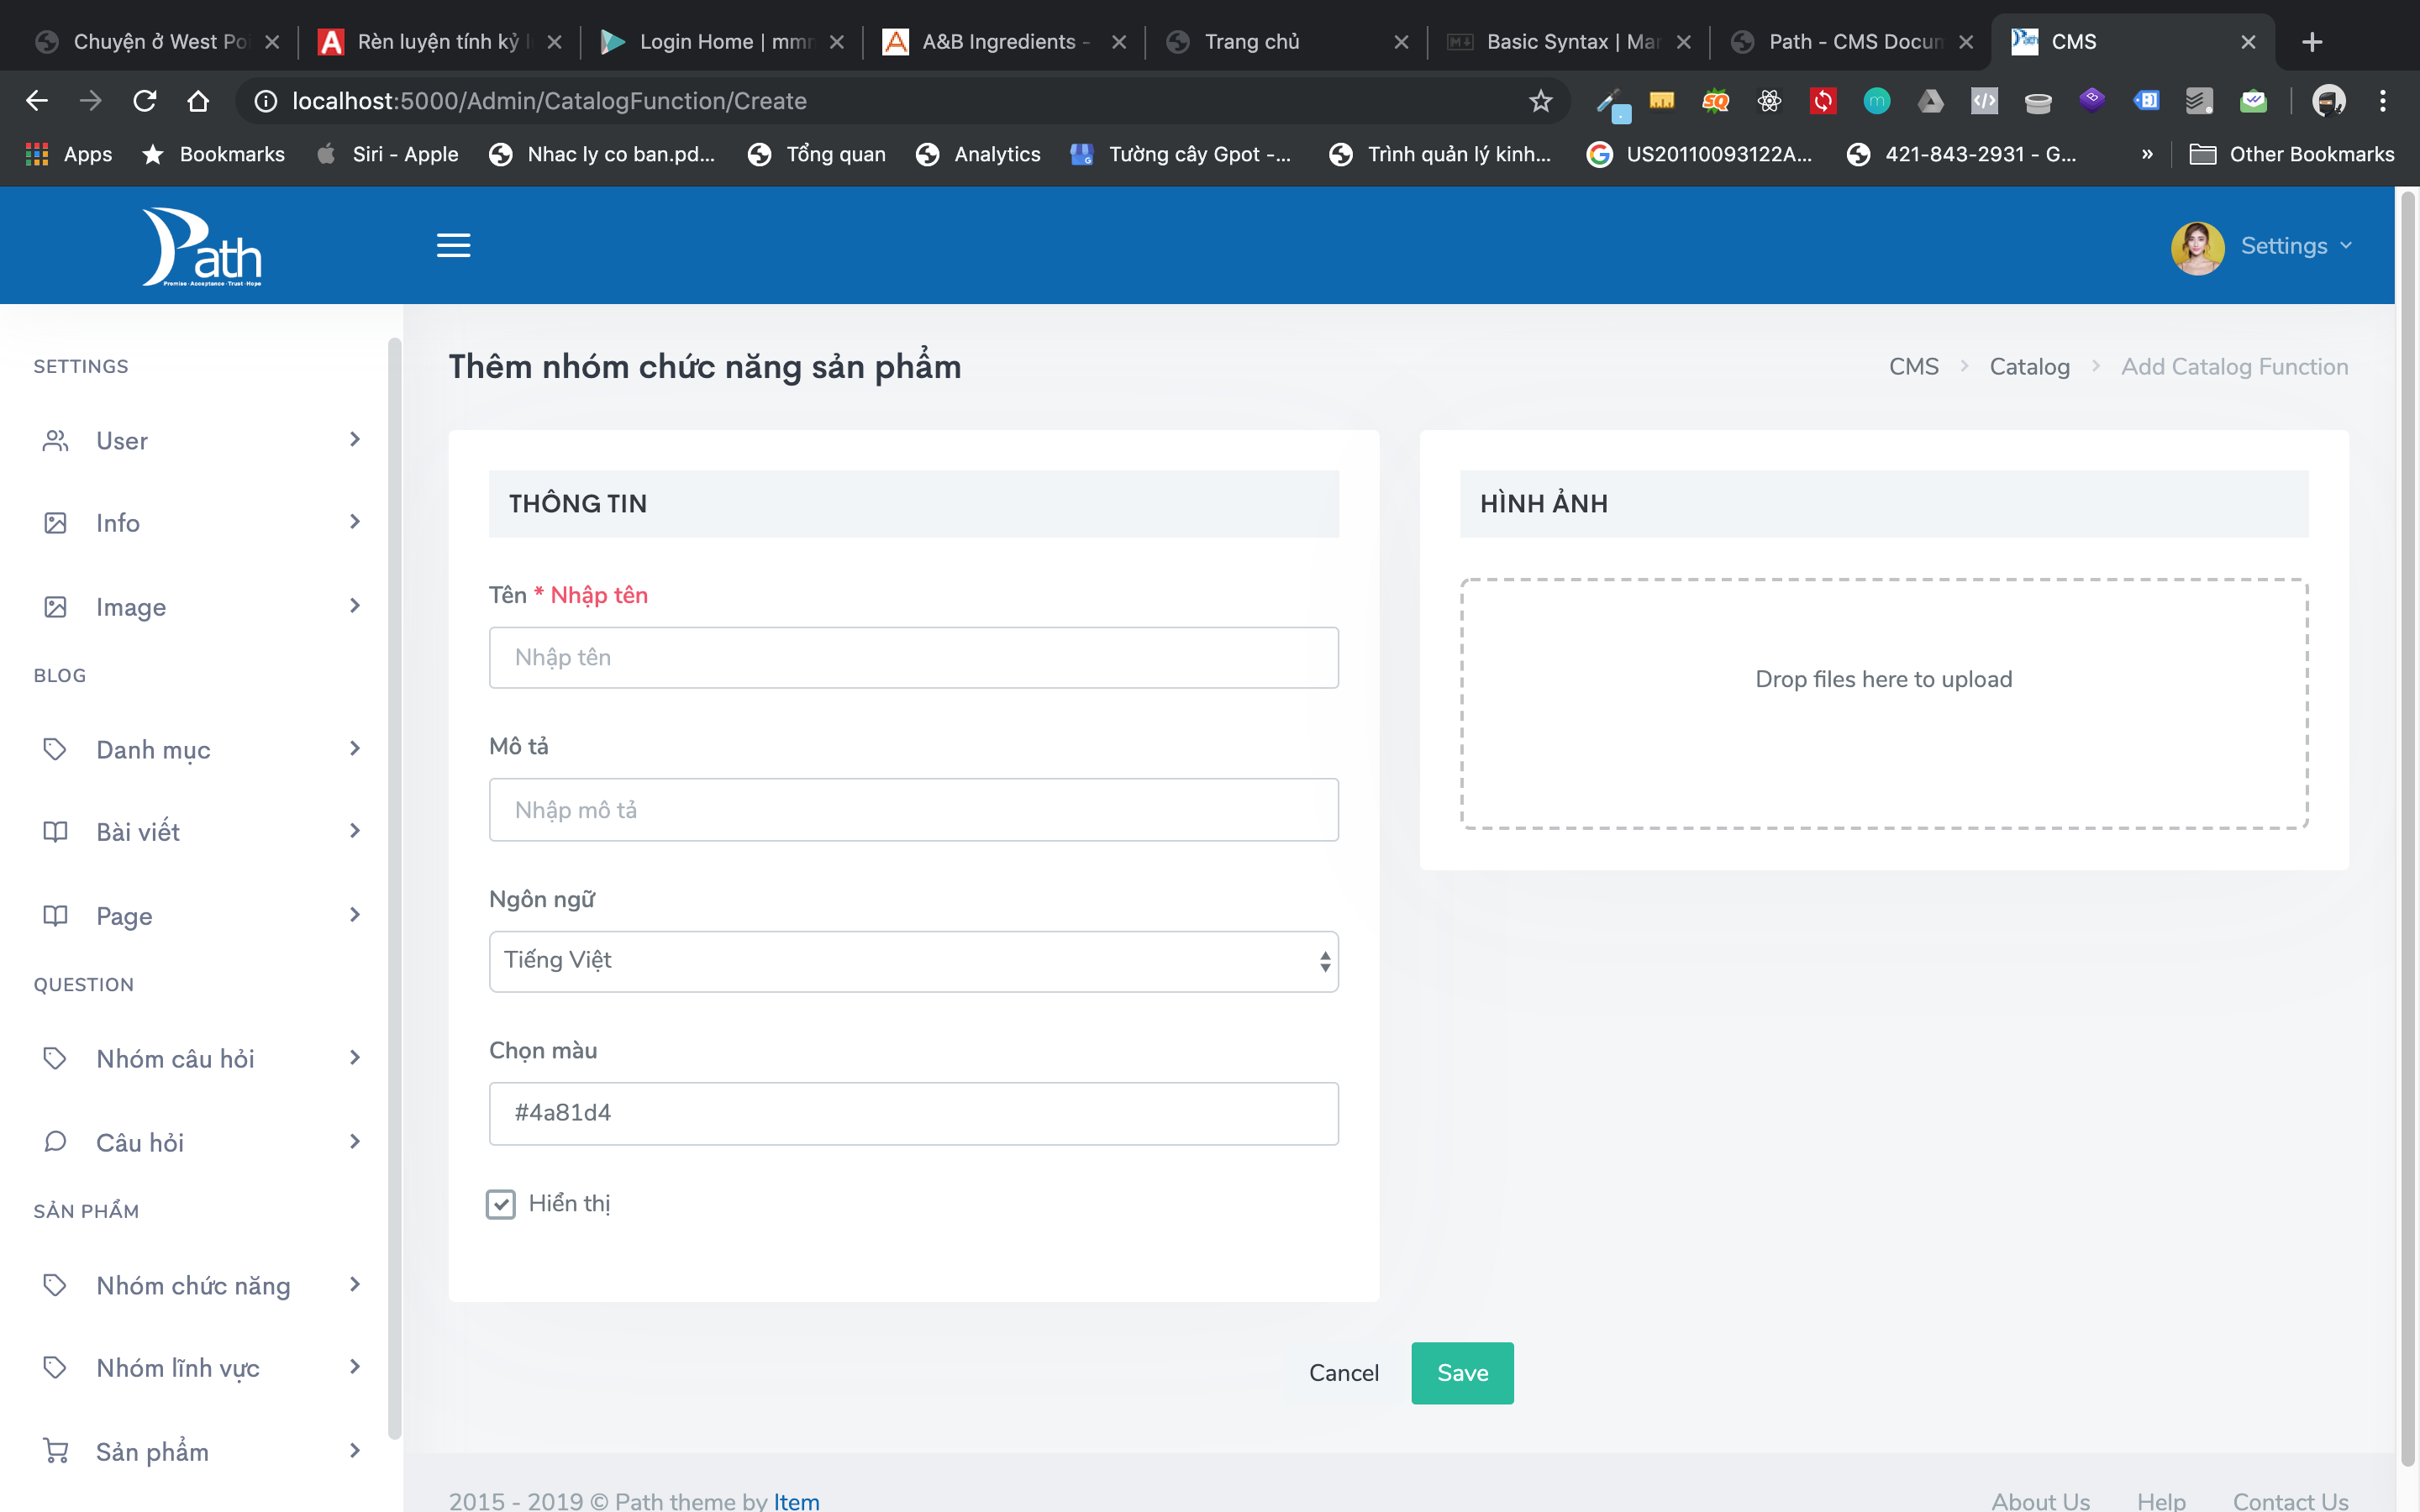 Chuyện ở West Poi
Rèn luyện tính kỷ l
Login Home | mmr
A&B Ingredients -
Trang chủ
Basic Syntax | Mar
Path - CMS Docum
CMS
localhost:5000/Admin/CatalogFunction/Create
Apps
Bookmarks
Siri - Apple
Nhac ly co ban.pd...
Tổng quan
Analytics
Tường cây Gpot -...
Trình quản lý kinh...
US20110093122A...
421-843-2931 - G...
»
Other Bookmarks
Path
Premise - Acceptance - Trust - Hope
Settings
SETTINGS
User
Info
Image
BLOG
Danh mục
Bài viết
Page
QUESTION
Nhóm câu hỏi
Câu hỏi
SẢN PHẨM
Nhóm chức năng
Nhóm lĩnh vực
Sản phẩm
Thêm nhóm chức năng sản phẩm
CMS > Catalog > Add Catalog Function
THÔNG TIN
Tên * Nhập tên
Nhập tên
Mô tả
Nhập mô tả
Ngôn ngữ
Tiếng Việt
Chọn màu
#4a81d4
Hiển thị
HÌNH ẢNH
Drop files here to upload
Cancel
Save
2015 - 2019 © Path theme by Item
About Us
Help
Contact Us